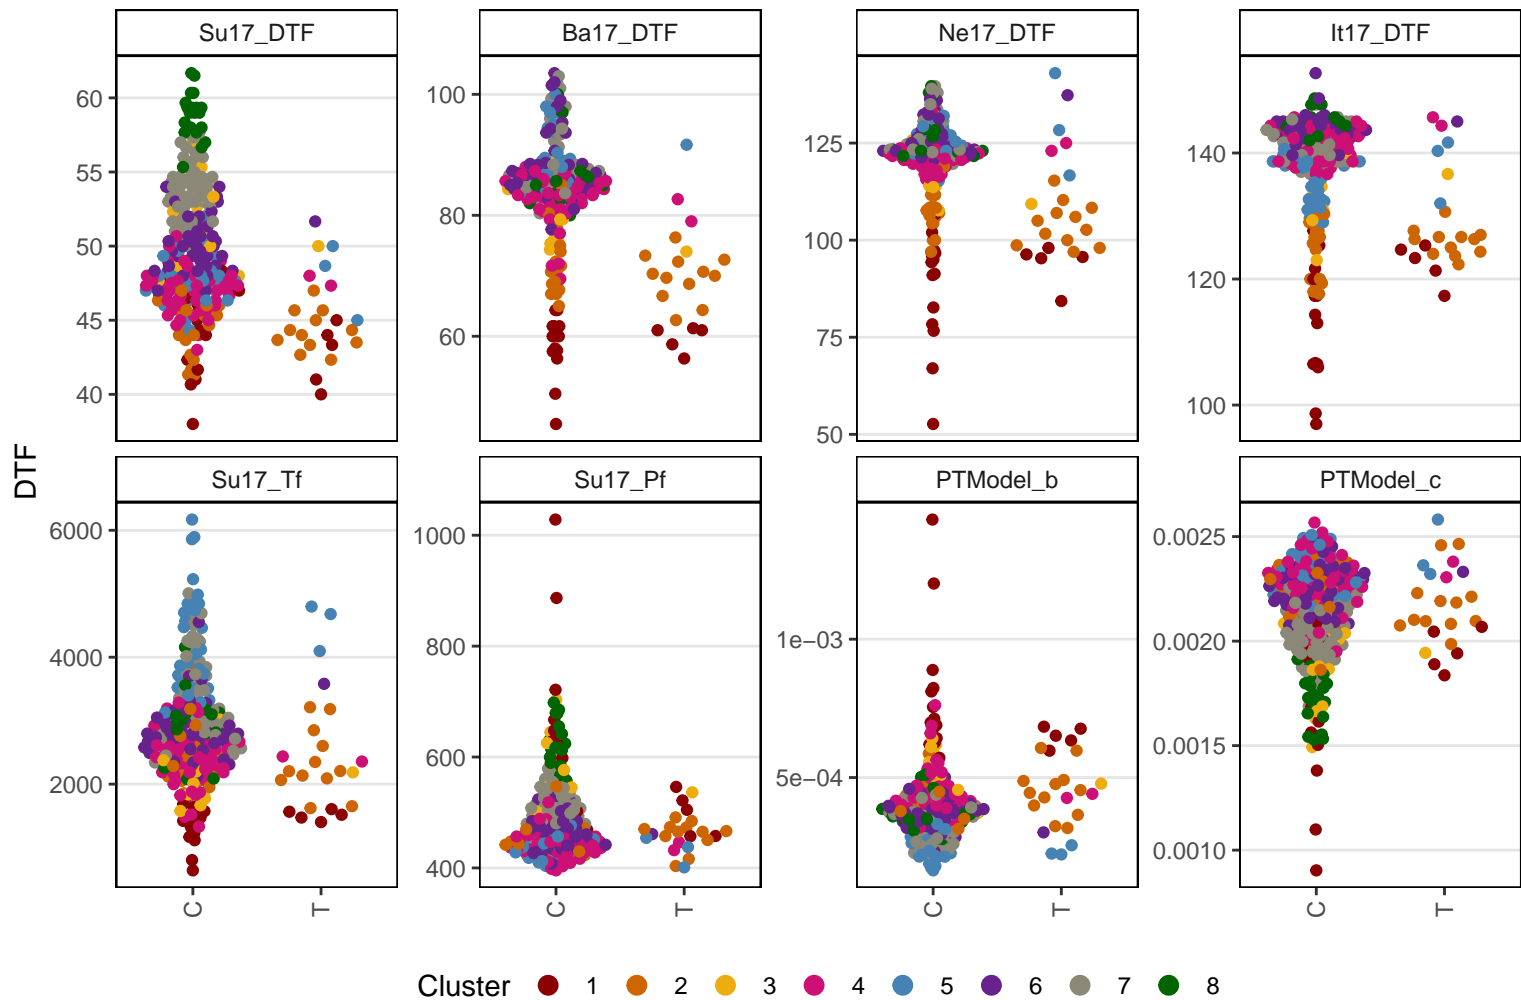 Su17_DTF
Ba17_DTF
Ne17_DTF
It17_DTF
60
55
50
45
40
100
80
60
125
100
75
50
140
120
100
DTF
Su17_Tf
Su17_Pf
PTModel_b
PTModel_c
6000
4000
2000
1000
800
600
400
1e−03
5e−04
0.0025
0.0020
0.0015
0.0010
C
T
C
T
C
T
C
T
Cluster 1 2 3 4 5 6 7 8